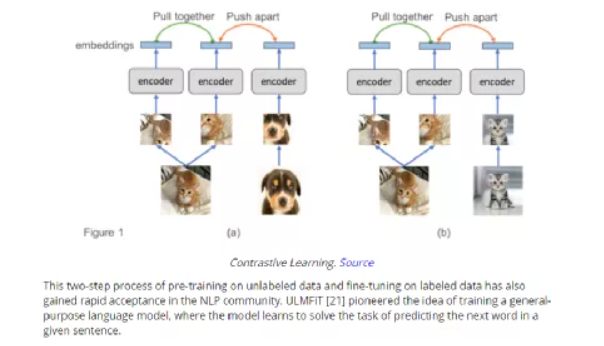 Pull together Push apart Pull together Push apart
embeddings
encoder encoder encoder encoder encoder encoder
Figure 1 (a) (b)
Contrastive Learning. Source
This two-step process of pre-training on unlabeled data and fine-tuning on labeled data has also
gained rapid acceptance in the NLP community. ULMFiT [21] pioneered the idea of training a general-
purpose language model, where the model learns to solve the task of predicting the next word in a
given sentence.